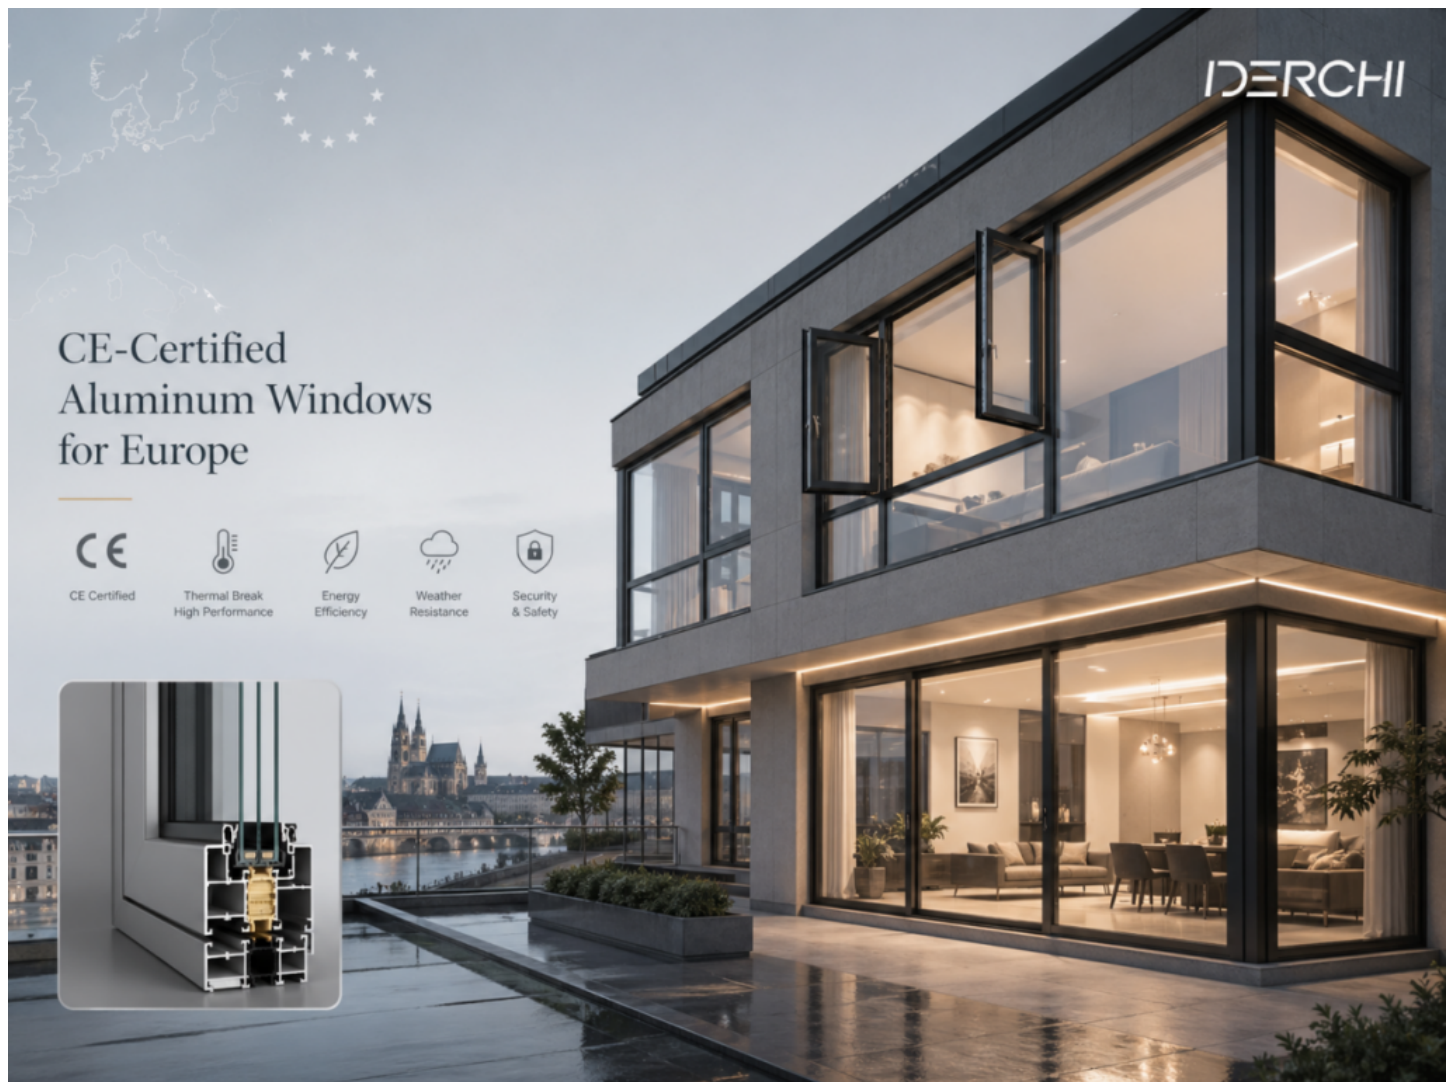 DERCHI
CE-Certified
Aluminum Windows
for Europe
CE
CE Certified
Thermal Break
High Performance
Energy
Efficiency
Weather
Resistance
Security
& Safety